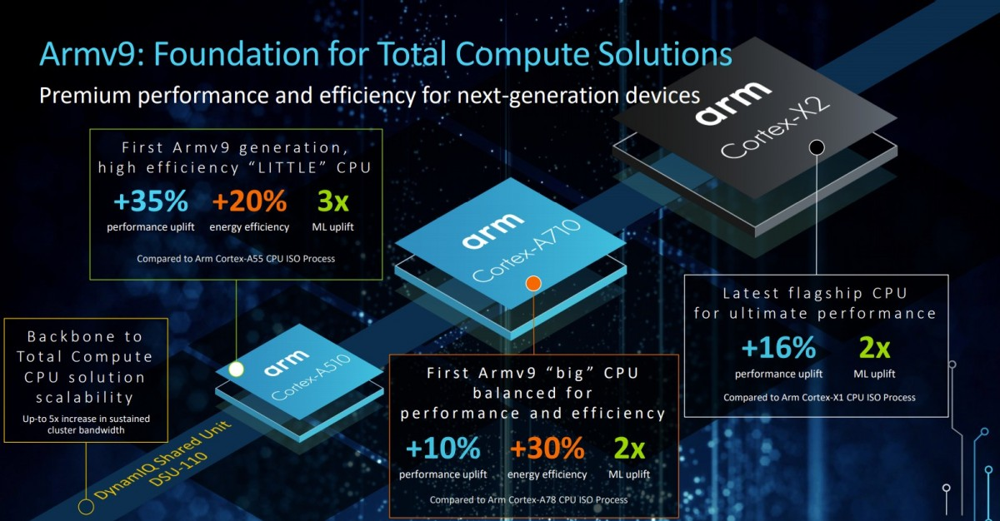 Armv9: Foundation for Total Compute Solutions
Premium performance and efficiency for next-generation devices
arm
Cortex-X2
First Armv9 generation,
high efficiency “LITTLE” CPU
+35% +20% 3x
performance uplift energy efficiency ML uplift
Compared to Arm Cortex-A55 CPU ISO Process
arm
Cortex-A710
Latest flagship CPU
for ultimate performance
+16% 2x
performance uplift ML uplift
Compared to Arm Cortex-X1 CPU ISO Process
Backbone to
Total Compute
CPU solution
scalability
Up-to 5x increase in sustained
cluster bandwidth
arm
Cortex-A510
First Armv9 “big” CPU
balanced for
performance and efficiency
+10% +30% 2x
performance uplift energy efficiency ML uplift
Compared to Arm Cortex-A78 CPU ISO Process
DynamIQ Shared Unit
DSU-110